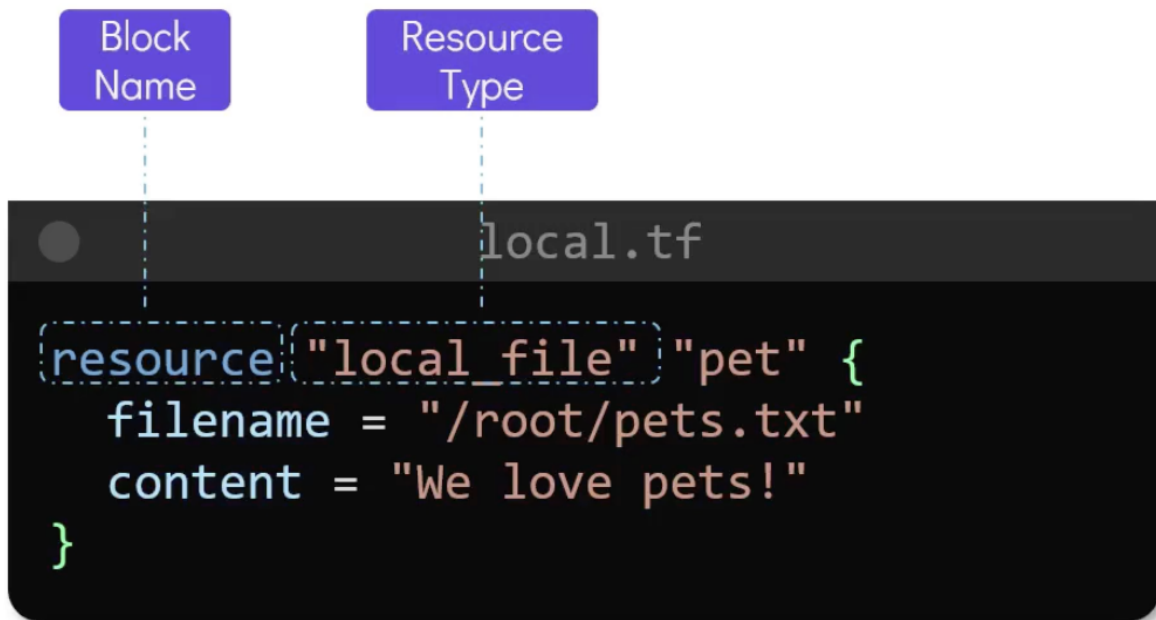 Block
Name
Resource
Type
local.tf
resource "local_file" "pet" {
filename = "/root/pets.txt"
content = "We love pets!"
}